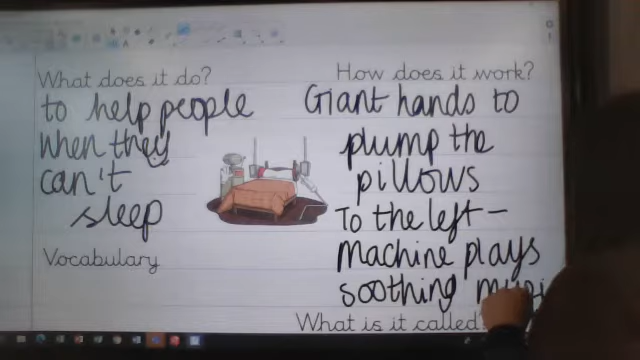 What does it do?
to help people
when they
can't
sleep
Vocabulary
How does it work?
Giant hands to
plump the
pillows
To the left –
Machine plays
soothing
What is it called?